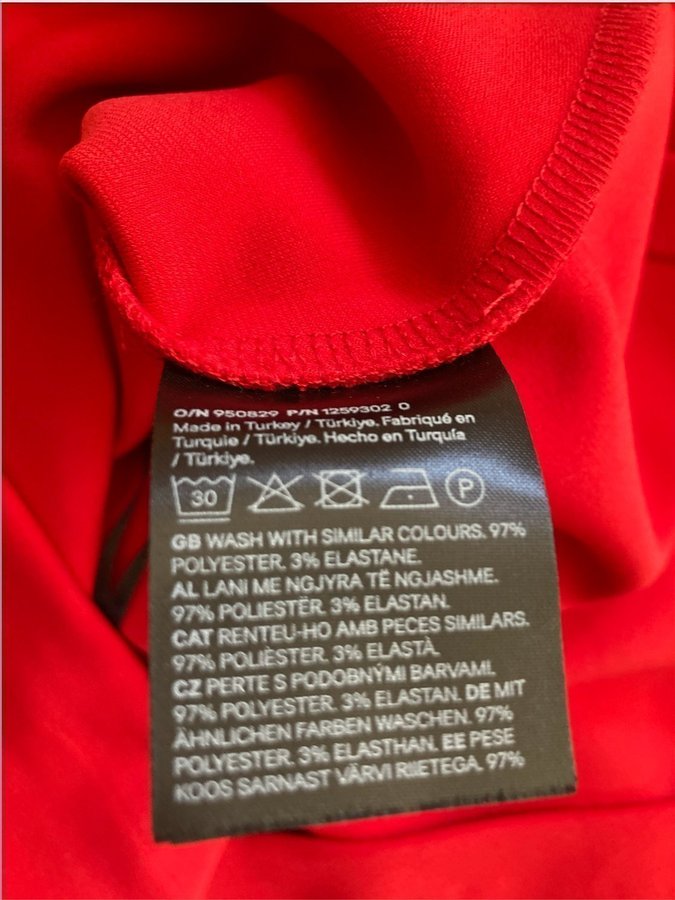 O/N 950829 P/N 1259302 0
Made in Turkey / Türkiye. Fabriqué en
Turquie / Türkiye. Hecho en Turquía
/ Türkiye.
30 P
GB WASH WITH SIMILAR COLOURS. 97%
POLYESTER. 3% ELASTANE.
AL LANI ME NGJYRA TË NGJASHME.
97% POLIESTËR. 3% ELASTAN.
CAT RENTEU-HO AMB PECES SIMILARS.
97% POLIÈSTER. 3% ELASTÀ.
CZ PERTE S PODOBNÝMI BARVAMI.
97% POLYESTER. 3% ELASTAN. DE MIT
ÄHNLICHEN FARBEN WASCHEN. 97%
POLYESTER. 3% ELASTHAN. EE PESE
KOOS SARNAST VÄRVI RIIETEGA. 97%